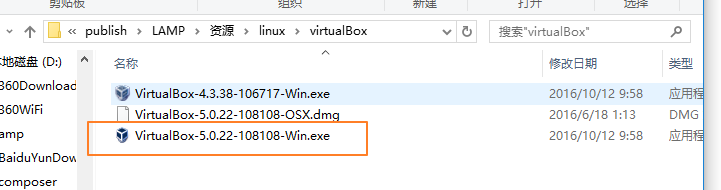 剪贴板 组织 新建 打开 选择
« publish > LAMP > 资源 > linux > virtualBox 搜索"virtualBox"
本地磁盘 (D:) 名称 修改日期 类型
360Download VirtualBox-4.3.38-106717-Win.exe 2016/10/12 9:58 应用程
360WiFi VirtualBox-5.0.22-108108-OSX.dmg 2016/6/18 1:13 DMG
amp VirtualBox-5.0.22-108108-Win.exe 2016/10/12 9:58 应用程
BaiduYunDow
composer